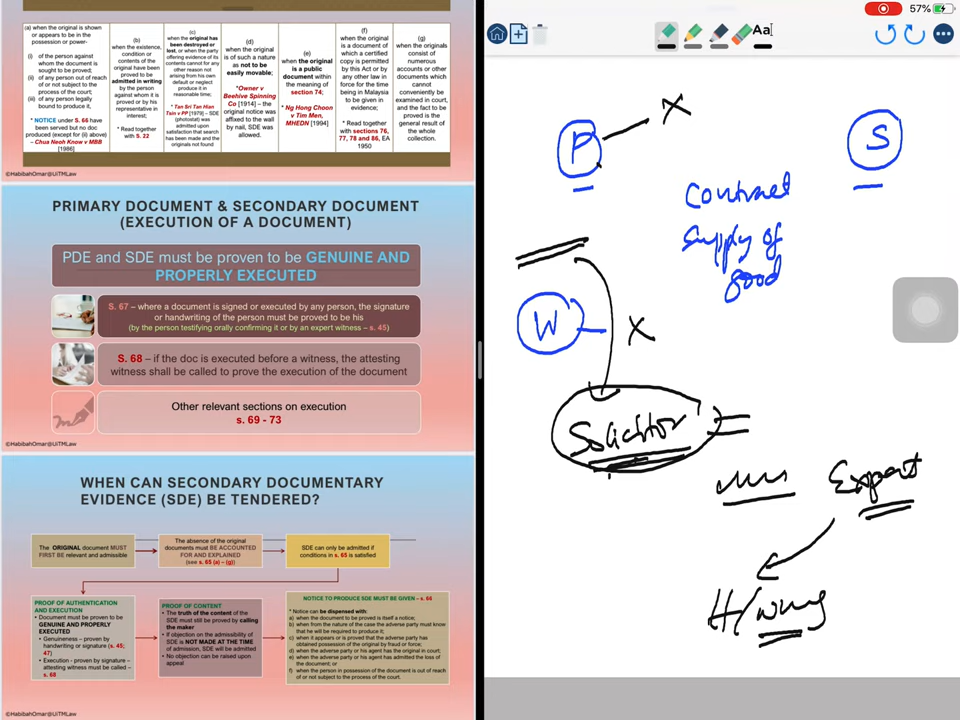 57%
Aa
(a) when the original is shown
or appears to be in the
possession or power-
(i) of the person against
whom the document is
sought to be proved;
(ii) of any person out of reach
of or not subject to the
process of the court,
(iii) of any person legally
bound to produce it,
* NOTICE under S. 66 to
have been served but no doc
produced (except for (ii) above)
– Chua Neoh Know v MBB
[1986]
(b)
when the existence,
condition or
contents of the
original have been
proved to be
admitted in writing
by the person
against whom it is
proved or by his
representative in
interest;
* Read together
with S. 22
(c)
when the original has
been destroyed or
lost, or when the party
offering evidence of its
contents cannot for any
other reason not
arising from his own
default or neglect
produce it in
reasonable time;
* Tan Sri Tan Hian
Tsin v PP [1979] – SDE
(photostat) was
admitted upon
satisfaction that search
has been made and the
originals not found
(d)
when the original
is of such a nature
as not to be
easily movable;
*Owner v
Beehive Spinning
Co [1914] – the
original notice was
affixed to the wall
by nail, SDE was
allowed.
(e)
when the original
is a public
document within
the meaning of
section 74;
* Ng Hong Choon
v Tim Men,
MHEDN [1994]
(f)
when the original
is a document of
which a certified
copy is permitted
by this Act or by
any other law in
force for the time
being in Malaysia
to be given in
evidence;
* Read together
with sections 76,
77, 78 and 86, EA
1950
(g)
when the originals
consist of
numerous
accounts or other
documents which
cannot
conveniently be
examined in court,
and the fact to
be proved is the
general result of
the whole
collection.
©HabibahOmar@UiTMLaw
PRIMARY DOCUMENT & SECONDARY DOCUMENT
(EXECUTION OF A DOCUMENT)
PDE and SDE must be proven to be GENUINE AND
PROPERLY EXECUTED
S. 67 – where a document is signed or executed by any person, the signature
or handwriting of the person must be proved to be his
(by the person testifying orally confirming it or by an expert witness – s. 45)
S. 68 – if the doc is executed before a witness, the attesting
witness shall be called to prove the execution of the document
Other relevant sections on execution
s. 69 - 73
©HabibahOmar@UiTMLaw
WHEN CAN SECONDARY DOCUMENTARY
EVIDENCE (SDE) BE TENDERED?
The ORIGINAL document MUST
FIRST BE relevant and admissible
The absence of the original
documents must BE ACCOUNTED
FOR AND EXPLAINED
(see s. 65 (a) – (g))
SDE can only be admitted if
conditions in s. 65 is satisfied
PROOF OF AUTHENTICATION
AND EXECUTION
• Document must be proven to be
GENUINE AND PROPERLY
EXECUTED
• Genuineness – proven by
handwriting or signature (s. 45;
47)
• Execution - proven by signature –
attesting witness must be called –
s. 68
PROOF OF CONTENT
• The truth of the content of
the SDE must still be
proved by calling
the maker
• If objection on the admissibility of
SDE is NOT MADE AT THE
TIME of admission, SDE will be
admitted
• No objection can be raised upon
appeal
NOTICE TO PRODUCE SDE MUST BE GIVEN – s. 66
* Notice can be dispensed with:
a) when the document to be proved is itself a notice;
b) when from the nature of the case the adverse party must know
that he will be required to produce it;
c) when it appears or is proved that the adverse party has
obtained possession of the original by fraud or force;
d) when the adverse party or his agent has the original in court;
e) when the adverse party or his agent has admitted the loss of
the document; or
f) when the person in possession of the document is out of reach
of or not subject to the process of the court.
©HabibahOmar@UiTMLaw
P X S
Contract
supply of
good
W X
Solicitor
Expert
H/wrng